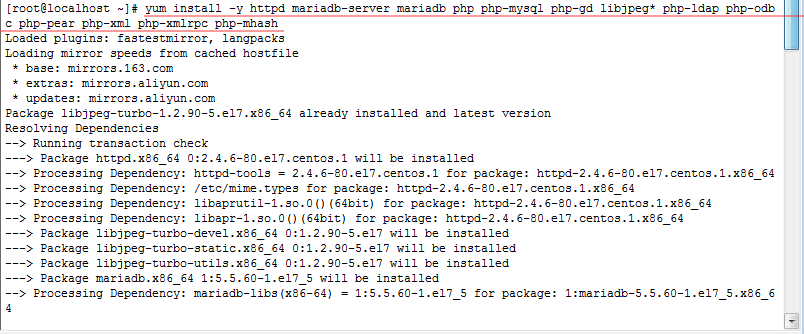 [root@localhost ~]# yum install -y httpd mariadb-server mariadb php php-mysql php-gd libjpeg* php-ldap php-odb
c php-pear php-xml php-xmlrpc php-mhash
Loaded plugins: fastestmirror, langpacks
Loading mirror speeds from cached hostfile
 * base: mirrors.163.com
 * extras: mirrors.aliyun.com
 * updates: mirrors.aliyun.com
Package libjpeg-turbo-1.2.90-5.el7.x86_64 already installed and latest version
Resolving Dependencies
--> Running transaction check
---> Package httpd.x86_64 0:2.4.6-80.el7.centos.1 will be installed
--> Processing Dependency: httpd-tools = 2.4.6-80.el7.centos.1 for package: httpd-2.4.6-80.el7.centos.1.x86_64
--> Processing Dependency: /etc/mime.types for package: httpd-2.4.6-80.el7.centos.1.x86_64
--> Processing Dependency: libaprutil-1.so.0()(64bit) for package: httpd-2.4.6-80.el7.centos.1.x86_64
--> Processing Dependency: libapr-1.so.0()(64bit) for package: httpd-2.4.6-80.el7.centos.1.x86_64
---> Package libjpeg-turbo-devel.x86_64 0:1.2.90-5.el7 will be installed
---> Package libjpeg-turbo-static.x86_64 0:1.2.90-5.el7 will be installed
---> Package libjpeg-turbo-utils.x86_64 0:1.2.90-5.el7 will be installed
---> Package mariadb.x86_64 1:5.5.60-1.el7_5 will be installed
--> Processing Dependency: mariadb-libs(x86-64) = 1:5.5.60-1.el7_5 for package: 1:mariadb-5.5.60-1.el7_5.x86_6
4